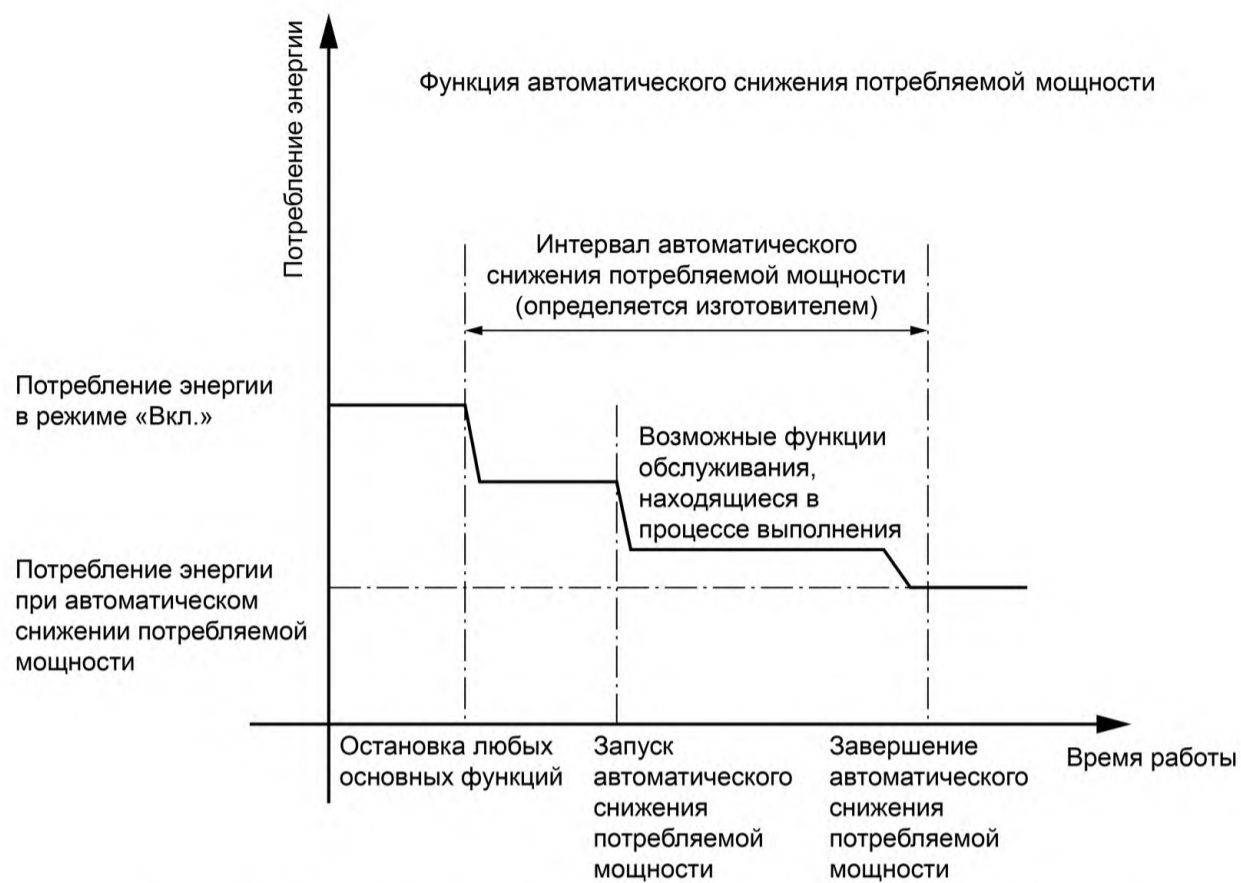 Потребление энергии
Функция автоматического снижения потребляемой мощности
Интервал автоматического
снижения потребляемой мощности
(определяется изготовителем)
Потребление энергии
в режиме «Вкл.»
Возможные функции
обслуживания,
находящиеся в
процессе выполнения
Потребление энергии
при автоматическом
снижении потребляемой
мощности
Остановка любых
основных функций
Запуск
автоматического
снижения
потребляемой
мощности
Завершение
автоматического
снижения
потребляемой
мощности
Время работы